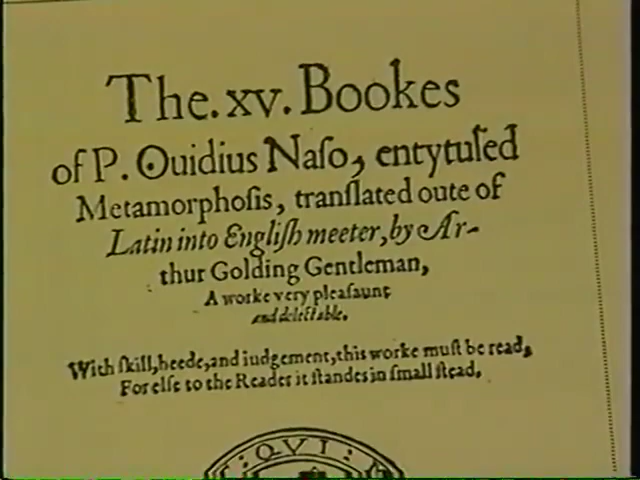 The.xv.Bookes
of P. Ouidius Naſo, entytuſed
Metamorphoſis, tranſlated oute of
Latin into Engliſh meeter, by Ar-
thur Golding Gentleman,
A worke very pleaſaunt
and delectable.
With ſkill, heede, and iudgement, this worke muſt be read,
For elſe to the Reader it ſtandes in ſmall ſtead.
QVI